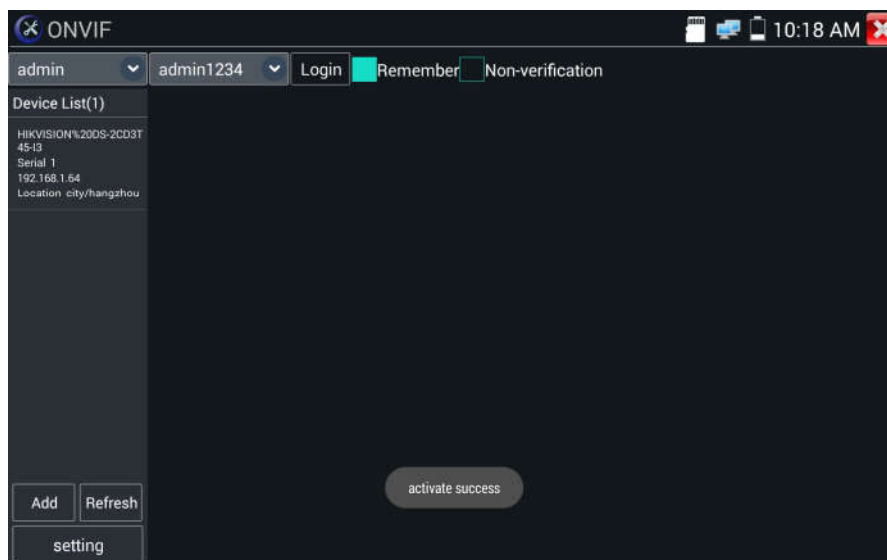 ONVIF
10:18 AM
admin
admin1234
Login
Remember
Non-verification
Device List(1)
HIKVISION%20DS-2CD3T
45-I3
Serial 1
192.168.1.64
Location city/hangzhou
activate success
Add
Refresh
setting